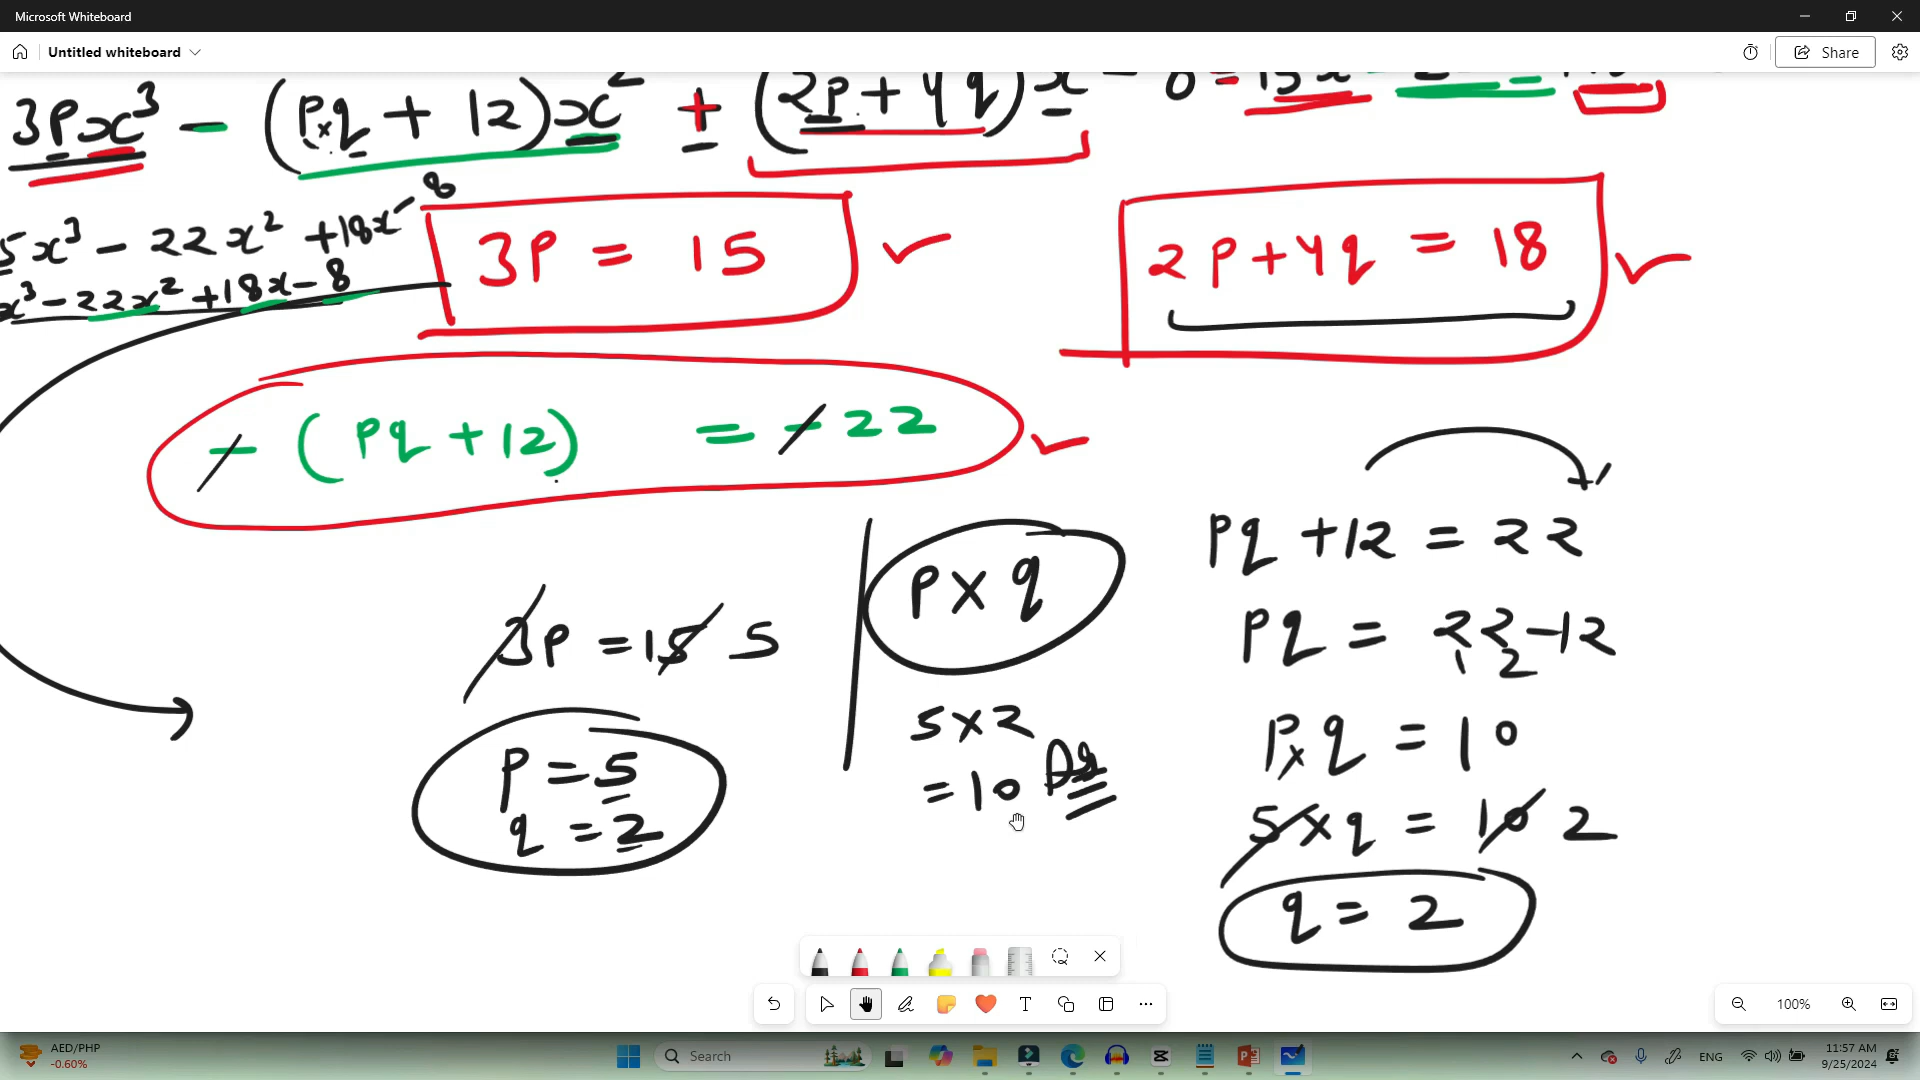 Microsoft Whiteboard
Untitled whiteboard
Share
3Px³ - (P×q + 12)x² + (2p + 4q)x
5x³ - 22x² + 18x - 8
x³ - 22x² + 18x - 8
3P = 15
2P+4q = 18
- (Pq + 12) = - 22
Pq + 12 = 22
P × q
3P = 15 5
Pq = 22-12
1 2
5×2
P×q = 10
P = 5
= 10
q = 2
5×q = 10 2
q = 2
100%
AED/PHP
-0.60%
Search
ENG
11:57 AM
9/25/2024